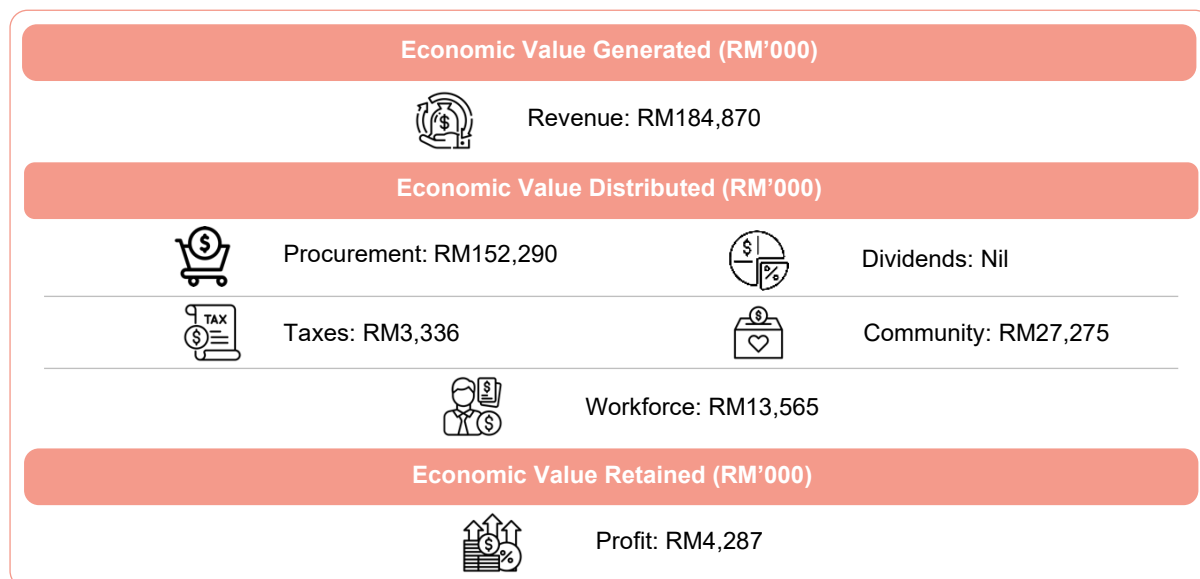 Economic Value Generated (RM’000)
$
Revenue: RM184,870
Economic Value Distributed (RM’000)
$
Procurement: RM152,290
$
%
Dividends: Nil
TAX
$
Taxes: RM3,336
$
Community: RM27,275
$
$
Workforce: RM13,565
Economic Value Retained (RM’000)
$
%
Profit: RM4,287